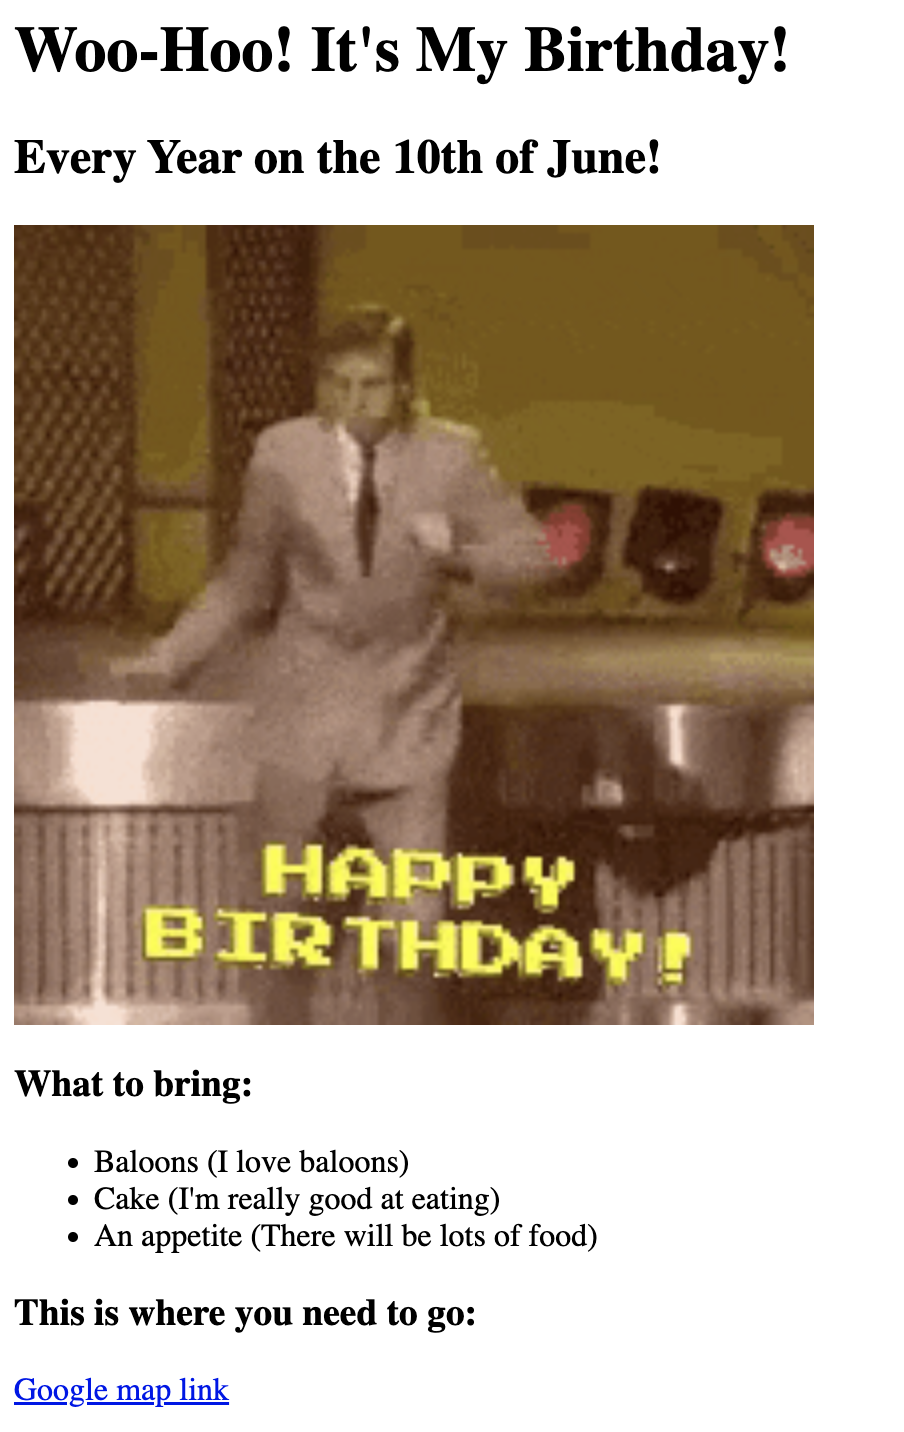 Woo-Hoo! It's My Birthday!
Every Year on the 10th of June!
HAPPY
BIRTHDAY!
What to bring:
• Baloons (I love baloons)
• Cake (I'm really good at eating)
• An appetite (There will be lots of food)
This is where you need to go:
Google map link